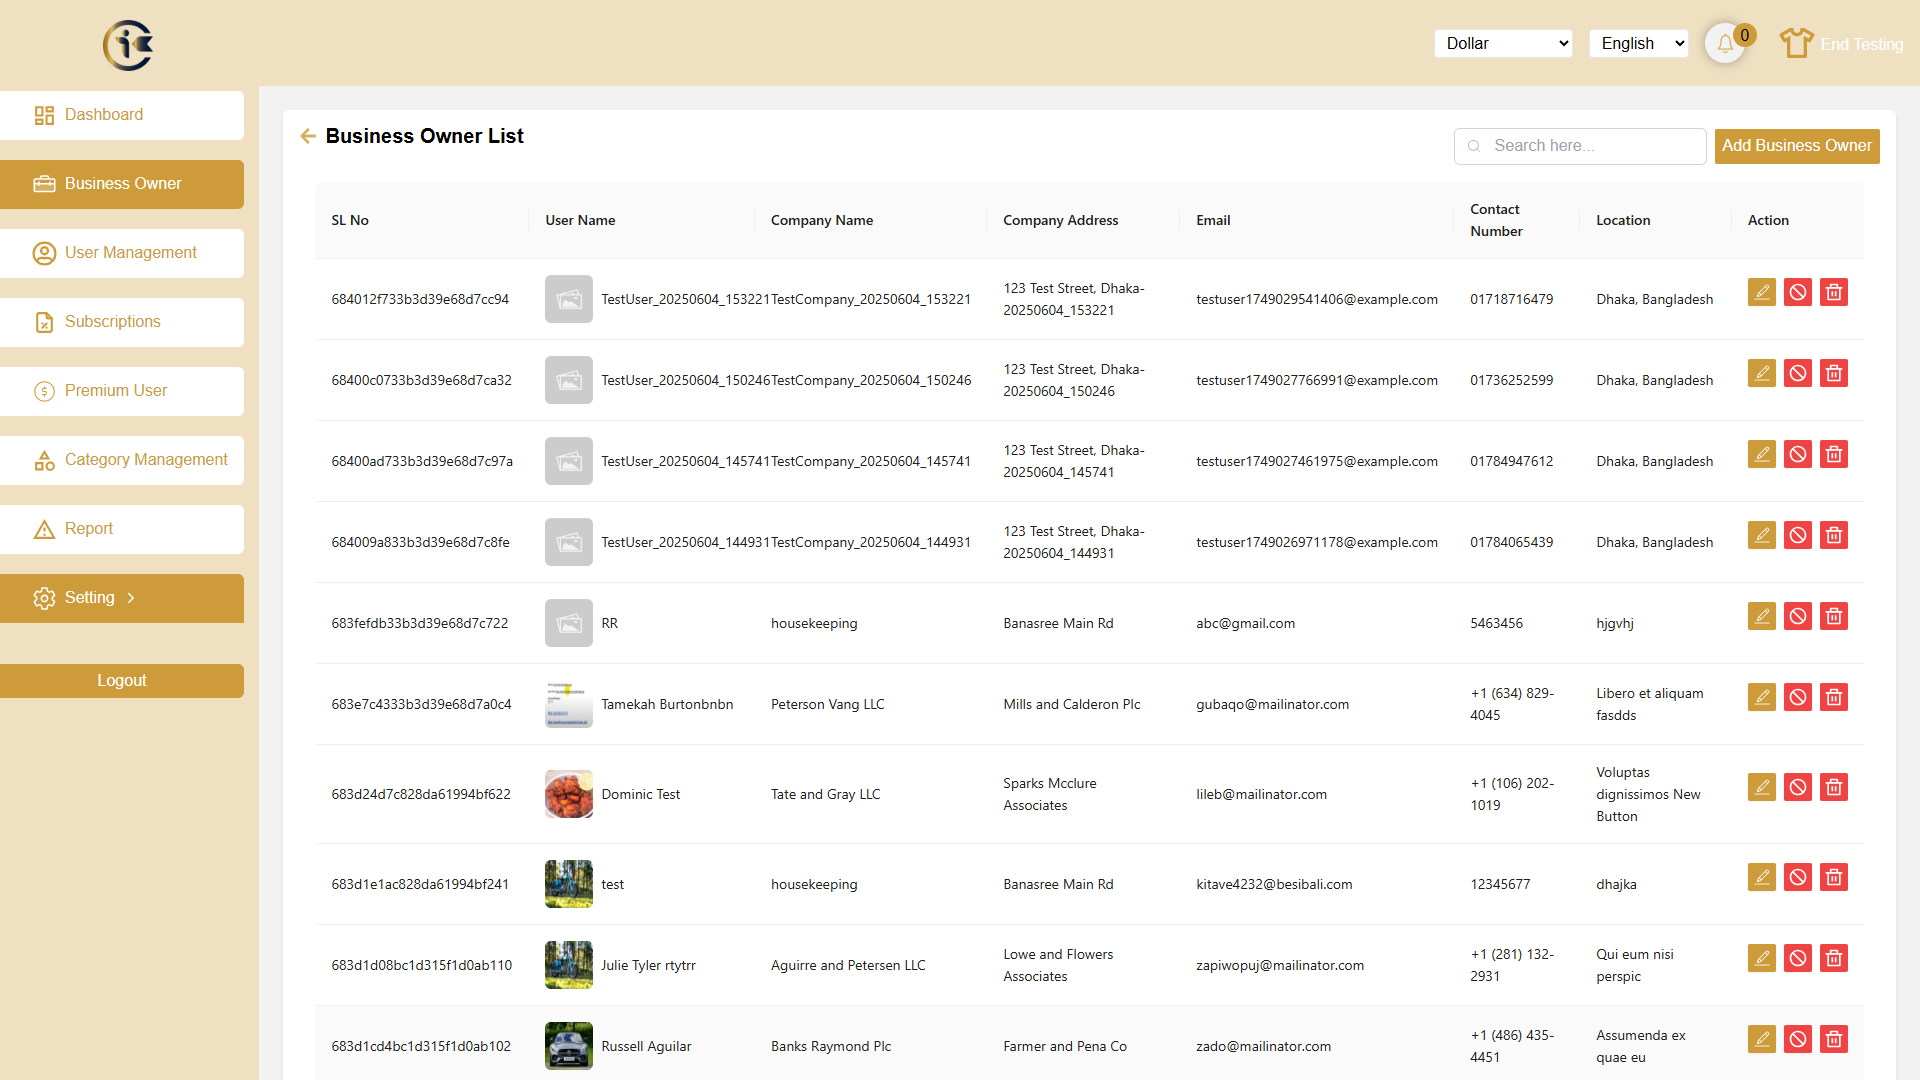 Dollar
English
0
End Testing
Dashboard
Business Owner
User Management
Subscriptions
Premium User
Category Management
Report
Setting
Logout
Business Owner List
Search here...
Add Business Owner
SL No User Name Company Name Company Address Email Contact Number Location Action
684012f733b3d39e68d7cc94 TestUser_20250604_153221 TestCompany_20250604_153221 123 Test Street, Dhaka-20250604_153221 testuser1749029541406@example.com 01718716479 Dhaka, Bangladesh
68400c0733b3d39e68d7ca32 TestUser_20250604_150246 TestCompany_20250604_150246 123 Test Street, Dhaka-20250604_150246 testuser1749027766991@example.com 01736252599 Dhaka, Bangladesh
68400ad733b3d39e68d7c97a TestUser_20250604_145741 TestCompany_20250604_145741 123 Test Street, Dhaka-20250604_145741 testuser1749027461975@example.com 01784947612 Dhaka, Bangladesh
684009a833b3d39e68d7c8fe TestUser_20250604_144931 TestCompany_20250604_144931 123 Test Street, Dhaka-20250604_144931 testuser1749026971178@example.com 01784065439 Dhaka, Bangladesh
683fefdb33b3d39e68d7c722 RR housekeeping Banasree Main Rd abc@gmail.com 5463456 hjgvhj
683e7c4333b3d39e68d7a0c4 Tamekah Burtonbnbn Peterson Vang LLC Mills and Calderon Plc gubaqo@mailinator.com +1 (634) 829-4045 Libero et aliquam fasdds
683d24d7c828da61994bf622 Dominic Test Tate and Gray LLC Sparks Mcclure Associates lileb@mailinator.com +1 (106) 202-1019 Voluptas dignissimos New Button
683d1e1ac828da61994bf241 test housekeeping Banasree Main Rd kitave4232@besibali.com 12345677 dhajka
683d1d08bc1d315f1d0ab110 Julie Tyler rtytrr Aguirre and Petersen LLC Lowe and Flowers Associates zapiwopuj@mailinator.com +1 (281) 132-2931 Qui eum nisi perspic
683d1cd4bc1d315f1d0ab102 Russell Aguilar Banks Raymond Plc Farmer and Pena Co zado@mailinator.com +1 (486) 435-4451 Assumenda ex quae eu